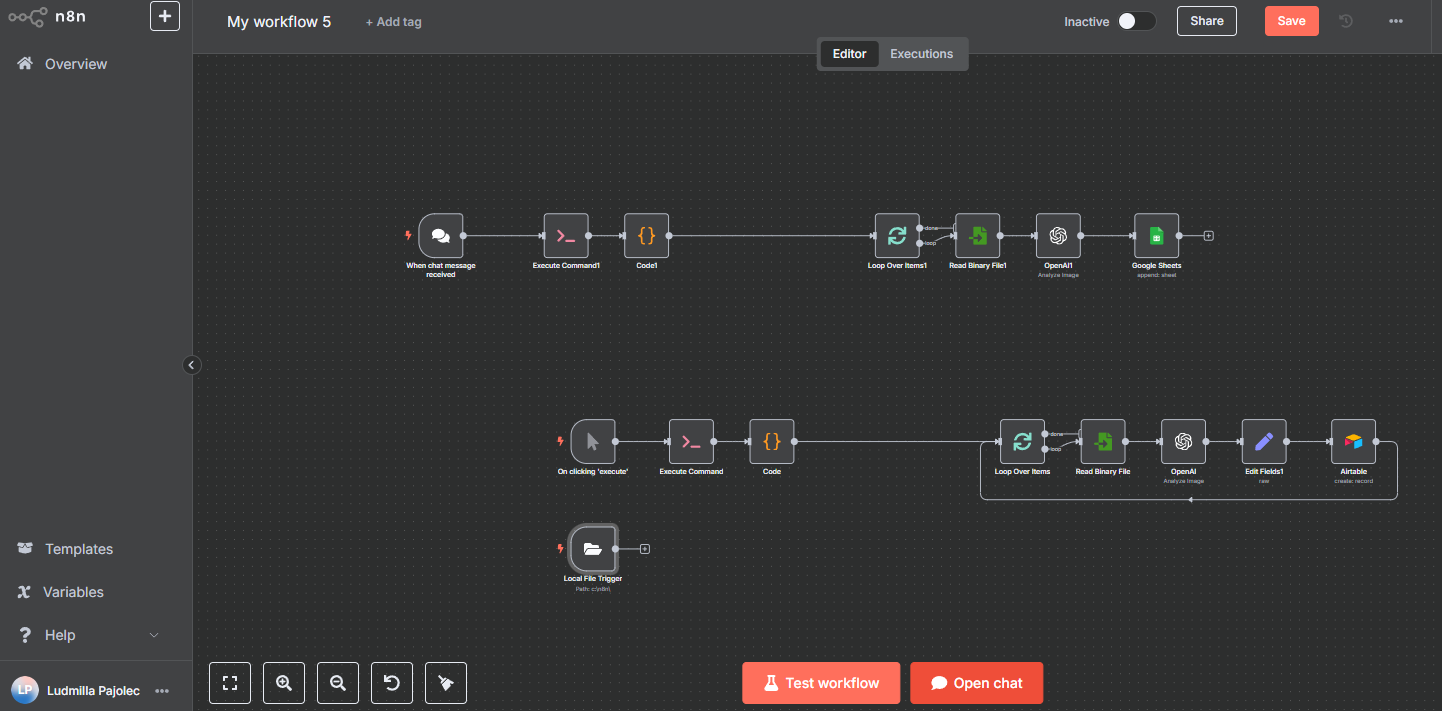 n8n
My workflow 5
+ Add tag
Inactive
Share
Save
Editor
Executions
Overview
When chat message
received
Execute Command1
Code1
done
loop
Loop Over Items1
Read Binary File1
OpenAI1
Analyze Image
Google Sheets
append: sheet
On clicking 'execute'
Execute Command
Code
done
loop
Loop Over Items
Read Binary File
OpenAI
Analyze Image
Edit Fields1
raw
Airtable
create: record
Local File Trigger
Path: c:\n8n\
Templates
Variables
Help
LP
Ludmilla Pajolec
Test workflow
Open chat